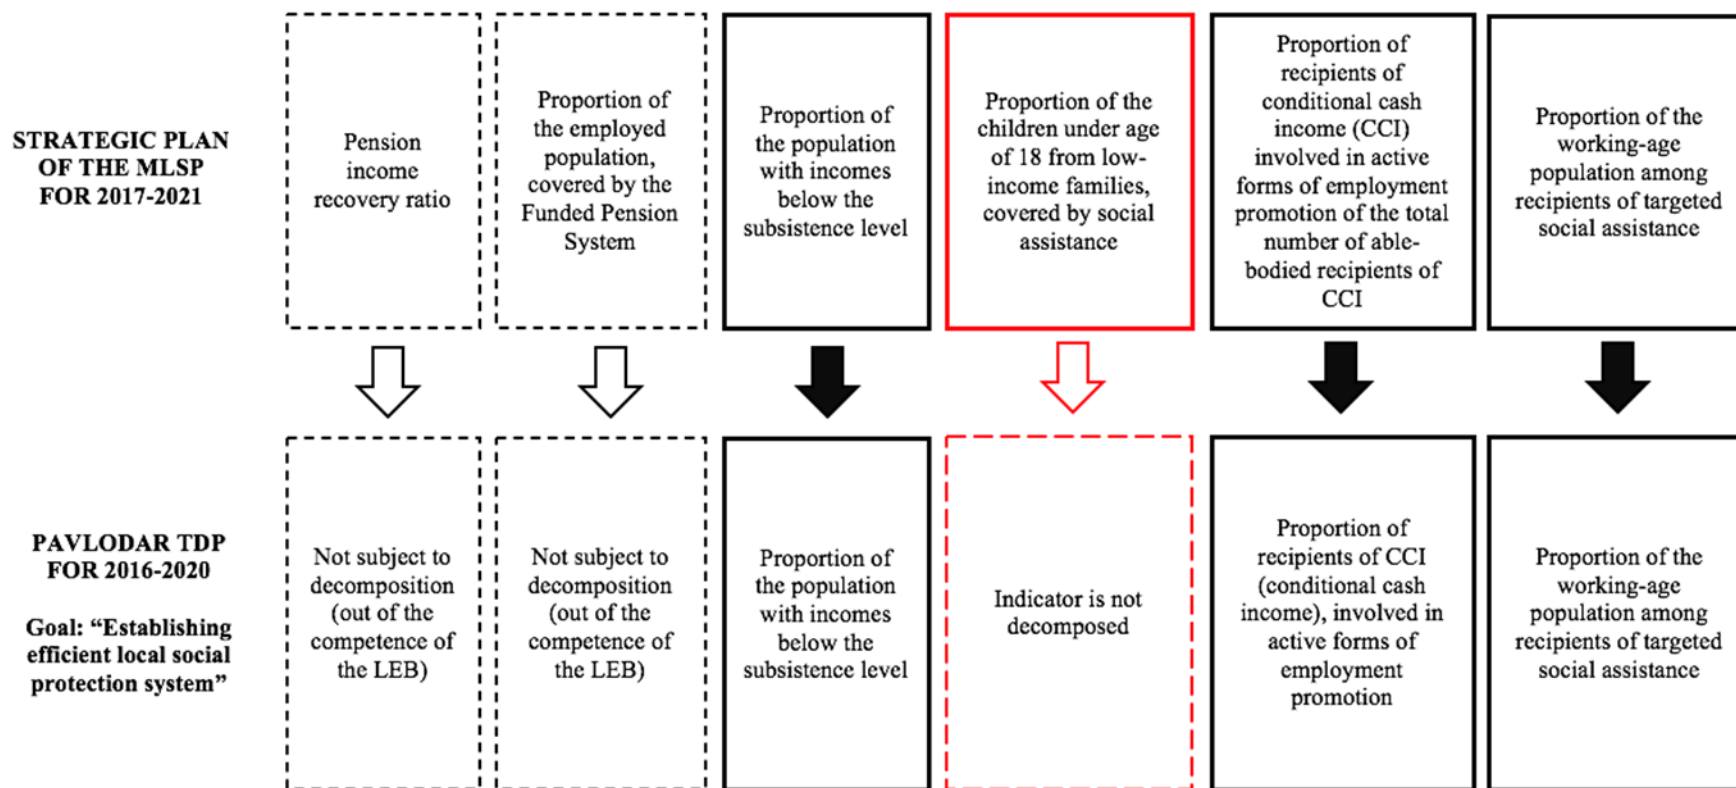 STRATEGIC PLAN
OF THE MLSP
FOR 2017-2021
Pension
income
recovery ratio
Proportion of
the employed
population,
covered by the
Funded Pension
System
Proportion of
the population
with incomes
below the
subsistence level
Proportion of the
children under age
of 18 from low-
income families,
covered by social
assistance
Proportion of
recipients of
conditional cash
income (CCI)
involved in active
forms of employment
promotion of the total
number of able-
bodied recipients of
CCI
Proportion of the
working-age
population among
recipients of targeted
social assistance
PAVLODAR TDP
FOR 2016-2020
Goal: “Establishing
efficient local social
protection system”
Not subject to
decomposition
(out of the
competence of
the LEB)
Not subject to
decomposition
(out of the
competence of
the LEB)
Proportion of
the population
with incomes
below the
subsistence level
Indicator is not
decomposed
Proportion of
recipients of CCI
(conditional cash
income), involved in
active forms of
employment
promotion
Proportion of the
working-age
population among
recipients of targeted
social assistance